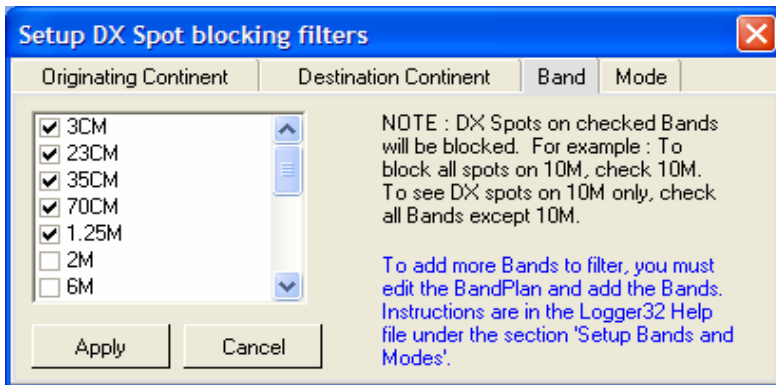 Setup DX Spot blocking filters
Originating Continent
Destination Continent
Band
Mode
3CM
23CM
35CM
70CM
1.25M
2M
6M
NOTE : DX Spots on checked Bands
will be blocked. For example : To
block all spots on 10M, check 10M.
To see DX spots on 10M only, check
all Bands except 10M.
To add more Bands to filter, you must
edit the BandPlan and add the Bands.
Instructions are in the Logger32 Help
file under the section 'Setup Bands and
Modes'.
Apply
Cancel